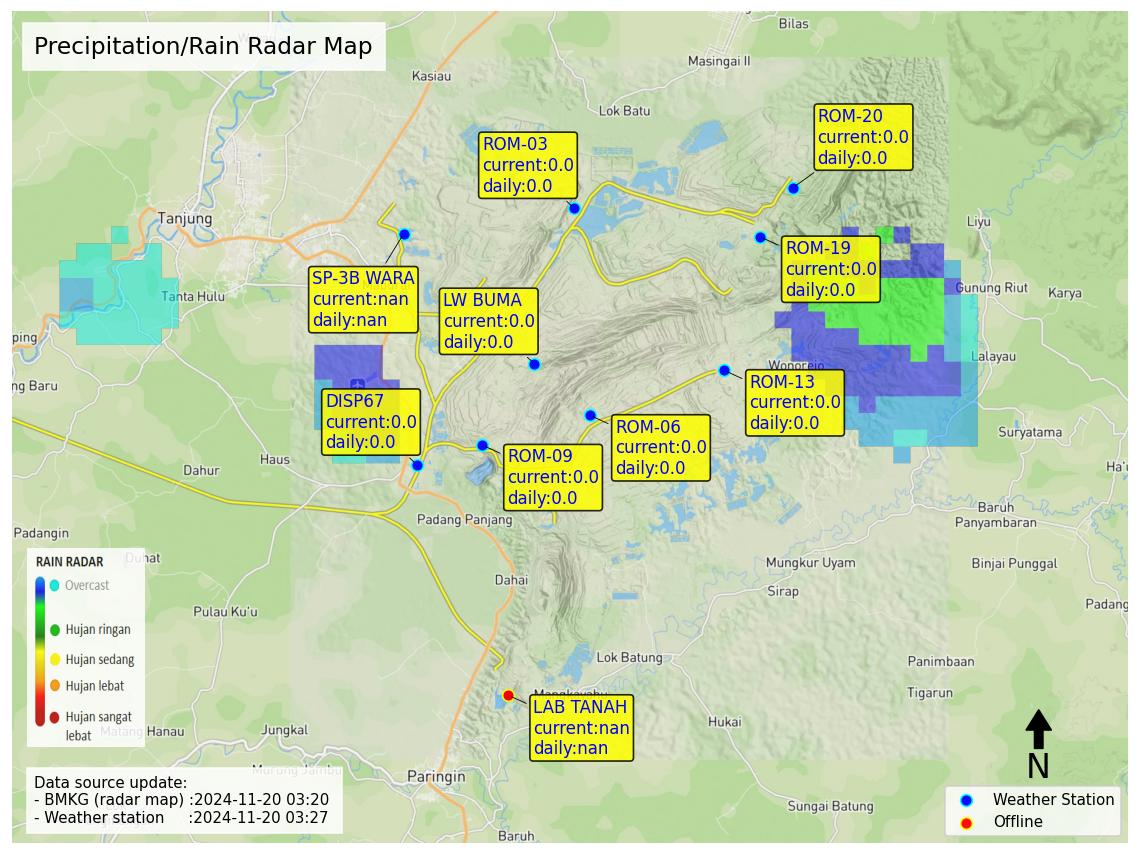 Precipitation/Rain Radar Map
Bilas
Masingai II
Kasiau
Lok Batu
ROM-20
current:0.0
daily:0.0
ROM-03
current:0.0
daily:0.0
Tanjung
Liyu
ROM-19
current:0.0
daily:0.0
SP-3B WARA
current:nan
daily:nan
Tanta Hulu
LW BUMA
current:0.0
daily:0.0
Gunung Riut
Karya
ping
Lalayau
Wonorejo
ng Baru
ROM-13
current:0.0
daily:0.0
DISP67
current:0.0
daily:0.0
ROM-06
current:0.0
daily:0.0
Suryatama
ROM-09
current:0.0
daily:0.0
Haus
Dahur
Ha'u
Padang Panjang
Baruh
Panyambaran
Padangin
Duhat
Mungkur Uyam
Binjai Punggal
RAIN RADAR
Overcast
Hujan ringan
Hujan sedang
Hujan lebat
Hujan sangat
lebat
Dahai
Sirap
Padang
Pulau Ku'u
Lok Batung
Panimbaan
Tigarun
LAB TANAH
current:nan
daily:nan
Hukai
Matang Hanau
Jungkal
Paringin
N
Data source update:
- BMKG (radar map) :2024-11-20 03:20
- Weather station :2024-11-20 03:27
Sungai Batung
Weather Station
Offline
Baruh